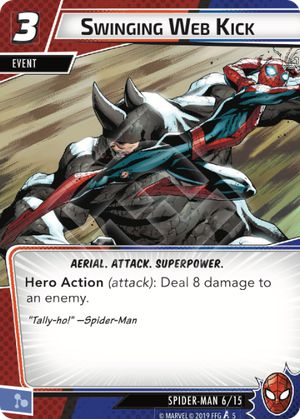 3
SWINGING WEB KICK
EVENT
AERIAL. ATTACK. SUPERPOWER.
Hero Action (attack): Deal 8 damage to
an enemy.
"Tally-ho!" —Spider-Man
SPIDER-MAN 6/15
© MARVEL © 2019 FFG A 5